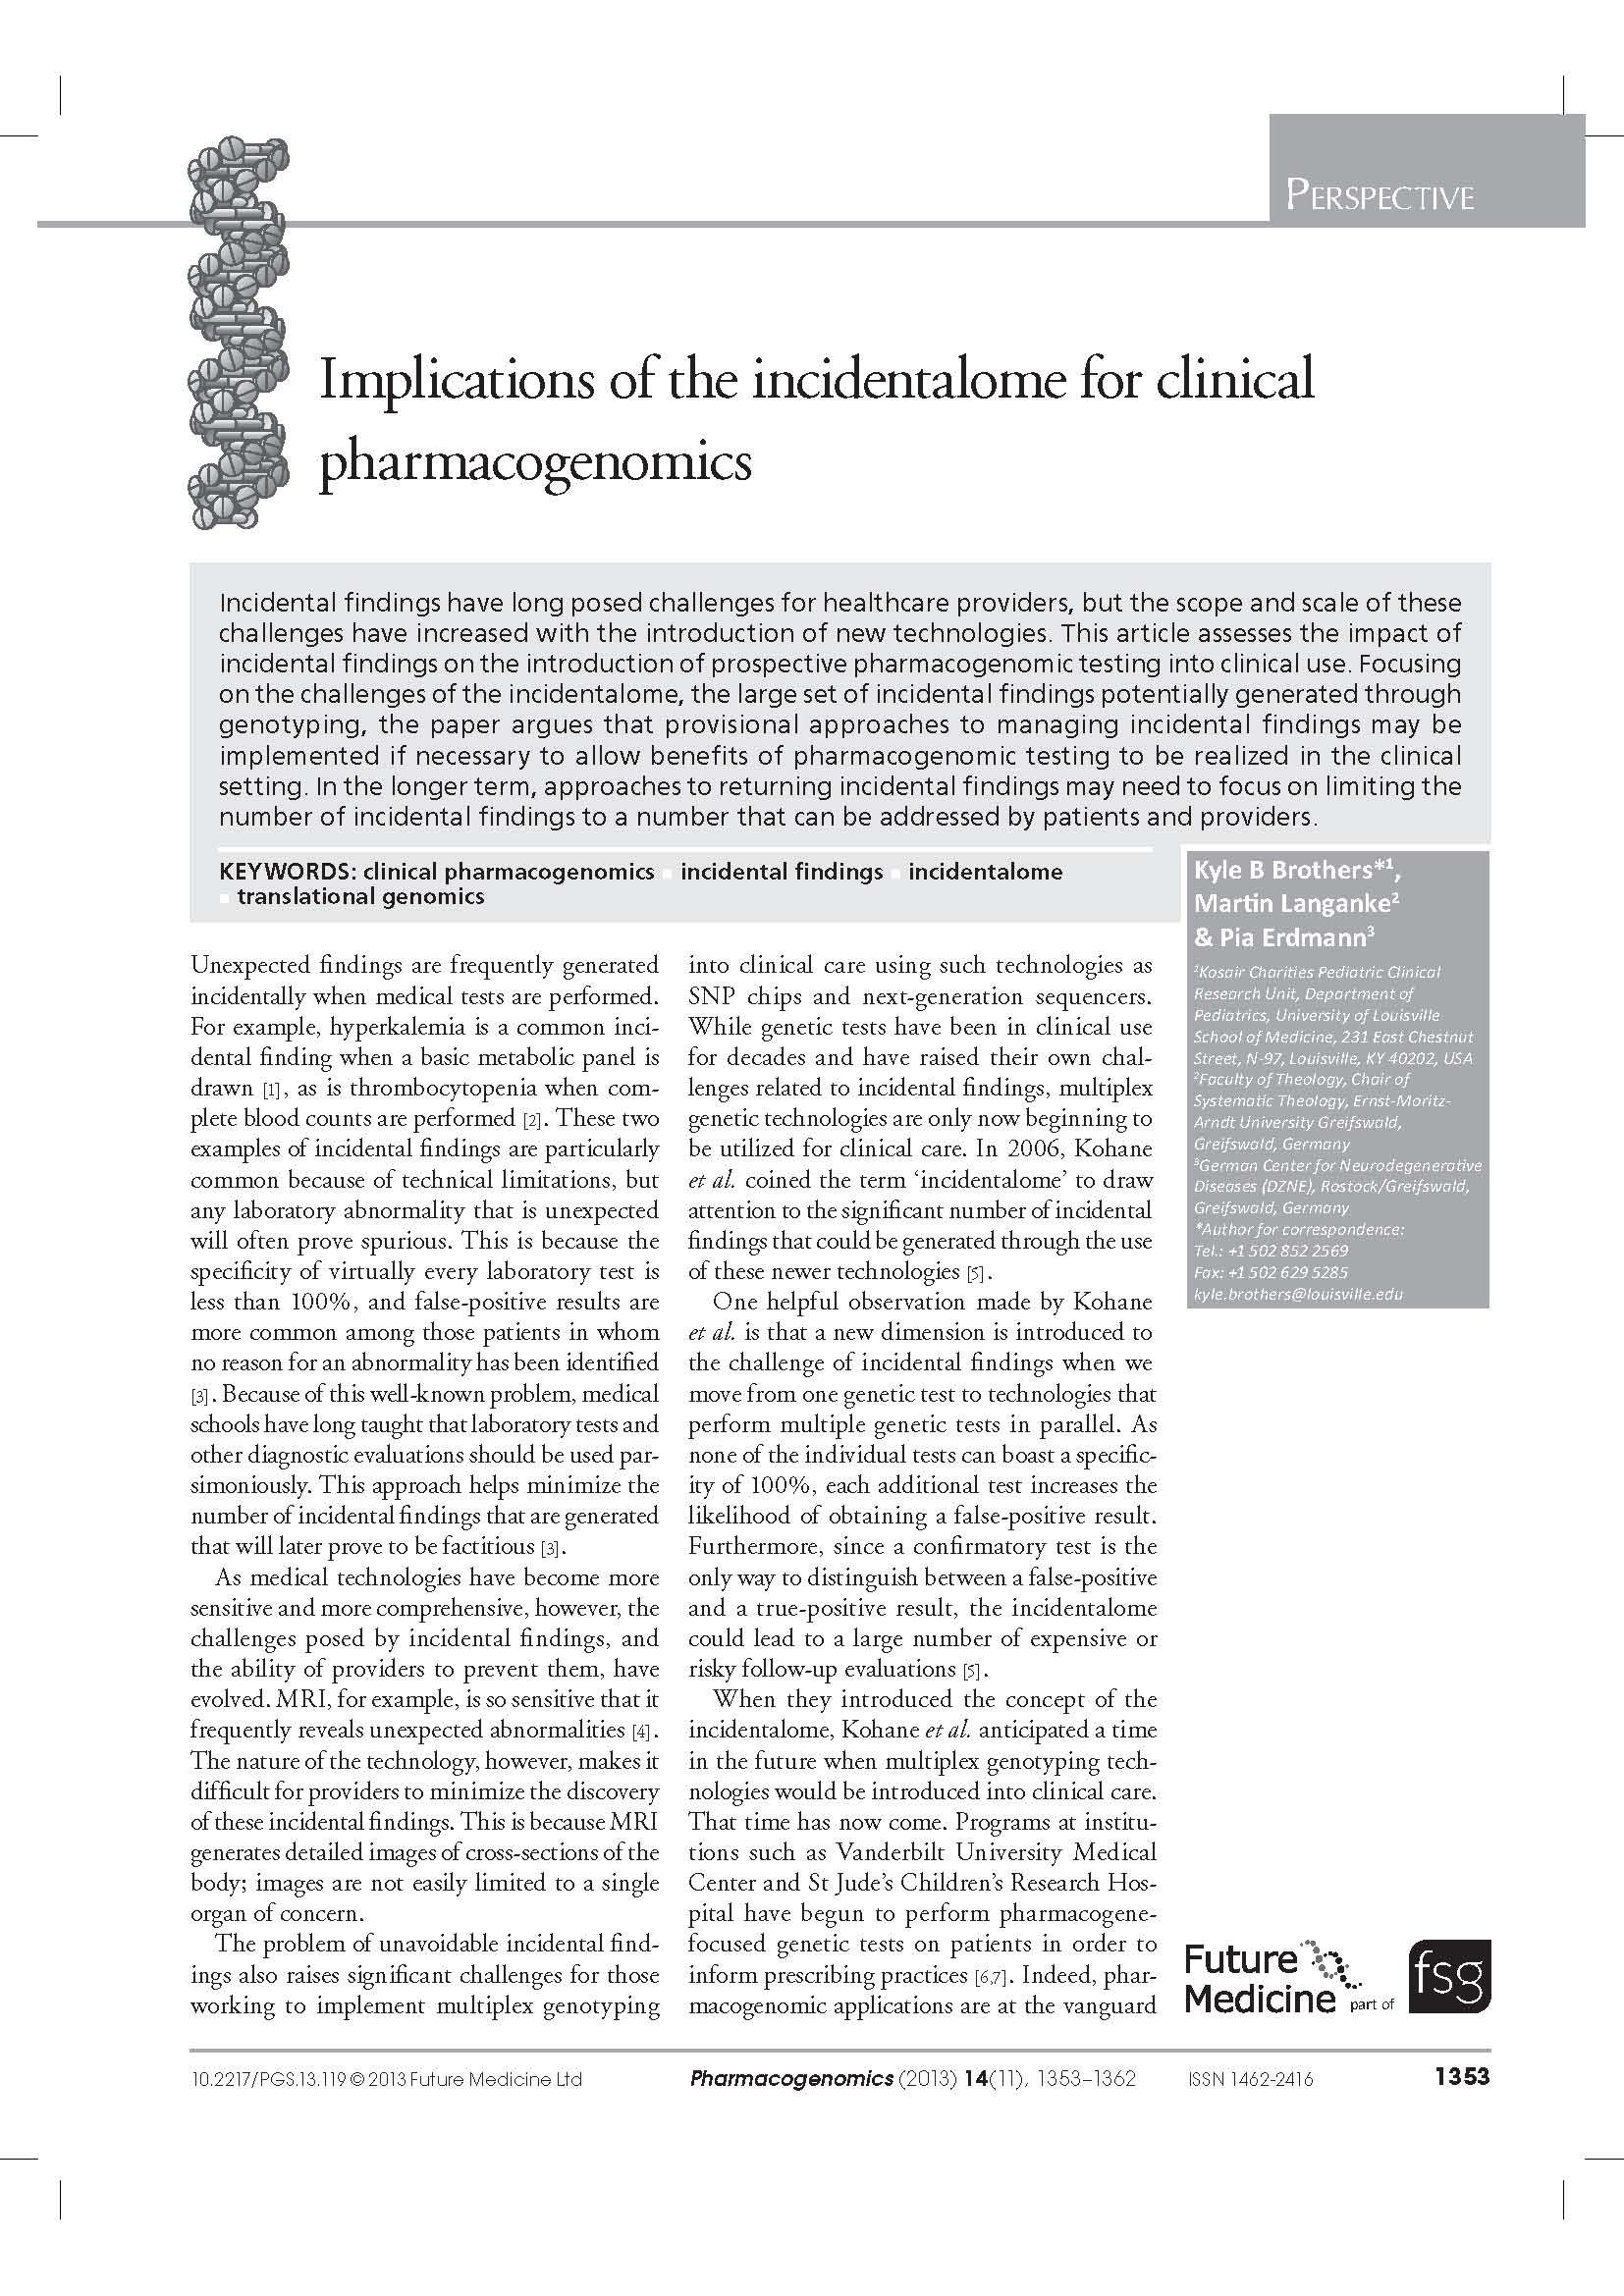 PERSPECTIVE
Implications of the incidentalome for clinical
pharmacogenomics
Incidental findings have long posed challenges for healthcare providers, but the scope and scale of these
challenges have increased with the introduction of new technologies. This article assesses the impact of
incidental findings on the introduction of prospective pharmacogenomic testing into clinical use. Focusing
on the challenges of the incidentalome, the large set of incidental findings potentially generated through
genotyping, the paper argues that provisional approaches to managing incidental findings may be
implemented if necessary to allow benefits of pharmacogenomic testing to be realized in the clinical
setting. In the longer term, approaches to returning incidental findings may need to focus on limiting the
number of incidental findings to a number that can be addressed by patients and providers.
KEYWORDS: clinical pharmacogenomics ■ incidental findings ■ incidentalome
■ translational genomics
Kyle B Brothers*1,
Martin Langanke2
& Pia Erdmann3
1Kosair Charities Pediatric Clinical
Research Unit, Department of
Pediatrics, University of Louisville
School of Medicine, 231 East Chestnut
Street, N-97, Louisville, KY 40202, USA
2Faculty of Theology, Chair of
Systematic Theology, Ernst-Moritz-
Arndt University Greifswald,
Greifswald, Germany
3German Center for Neurodegenerative
Diseases (DZNE), Rostock/Greifswald,
Greifswald, Germany
*Author for correspondence:
Tel.: +1 502 852 2569
Fax: +1 502 629 5285
kyle.brothers@louisville.edu
Unexpected findings are frequently generated
incidentally when medical tests are performed.
For example, hyperkalemia is a common inci-
dental finding when a basic metabolic panel is
drawn [1], as is thrombocytopenia when com-
plete blood counts are performed [2]. These two
examples of incidental findings are particularly
common because of technical limitations, but
any laboratory abnormality that is unexpected
will often prove spurious. This is because the
specificity of virtually every laboratory test is
less than 100%, and false-positive results are
more common among those patients in whom
no reason for an abnormality has been identified
[3]. Because of this well-known problem, medical
schools have long taught that laboratory tests and
other diagnostic evaluations should be used par-
simoniously. This approach helps minimize the
number of incidental findings that are generated
that will later prove to be factitious [3].
As medical technologies have become more
sensitive and more comprehensive, however, the
challenges posed by incidental findings, and
the ability of providers to prevent them, have
evolved. MRI, for example, is so sensitive that it
frequently reveals unexpected abnormalities [4].
The nature of the technology, however, makes it
difficult for providers to minimize the discovery
of these incidental findings. This is because MRI
generates detailed images of cross-sections of the
body; images are not easily limited to a single
organ of concern.
The problem of unavoidable incidental find-
ings also raises significant challenges for those
working to implement multiplex genotyping
into clinical care using such technologies as
SNP chips and next-generation sequencers.
While genetic tests have been in clinical use
for decades and have raised their own chal-
lenges related to incidental findings, multiplex
genetic technologies are only now beginning to
be utilized for clinical care. In 2006, Kohane
et al. coined the term ‘incidentalome’ to draw
attention to the significant number of incidental
findings that could be generated through the use
of these newer technologies [5].
One helpful observation made by Kohane
et al. is that a new dimension is introduced to
the challenge of incidental findings when we
move from one genetic test to technologies that
perform multiple genetic tests in parallel. As
none of the individual tests can boast a specific-
ity of 100%, each additional test increases the
likelihood of obtaining a false-positive result.
Furthermore, since a confirmatory test is the
only way to distinguish between a false-positive
and a true-positive result, the incidentalome
could lead to a large number of expensive or
risky follow-up evaluations [5].
When they introduced the concept of the
incidentalome, Kohane et al. anticipated a time
in the future when multiplex genotyping tech-
nologies would be introduced into clinical care.
That time has now come. Programs at institu-
tions such as Vanderbilt University Medical
Center and St Jude’s Children’s Research Hos-
pital have begun to perform pharmacogene-
focused genetic tests on patients in order to
inform prescribing practices [6,7]. Indeed, phar-
macogenomic applications are at the vanguard
Future
Medicine part of fsg
10.2217/PGS.13.119 © 2013 Future Medicine Ltd
Pharmacogenomics (2013) 14(11), 1353–1362
ISSN 1462-2416
1353